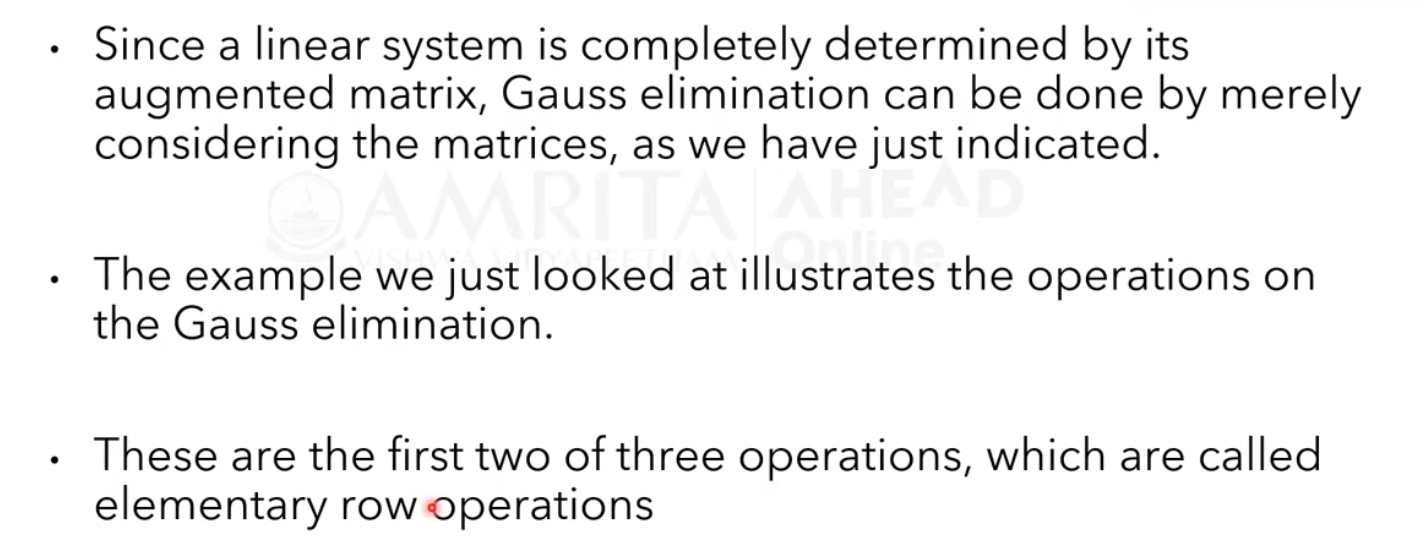 • Since a linear system is completely determined by its
augmented matrix, Gauss elimination can be done by merely
considering the matrices, as we have just indicated.
AMRITA AHEAD
VISHWA VIDYAPEETHAM Online
• The example we just looked at illustrates the operations on
the Gauss elimination.
• These are the first two of three operations, which are called
elementary row operations